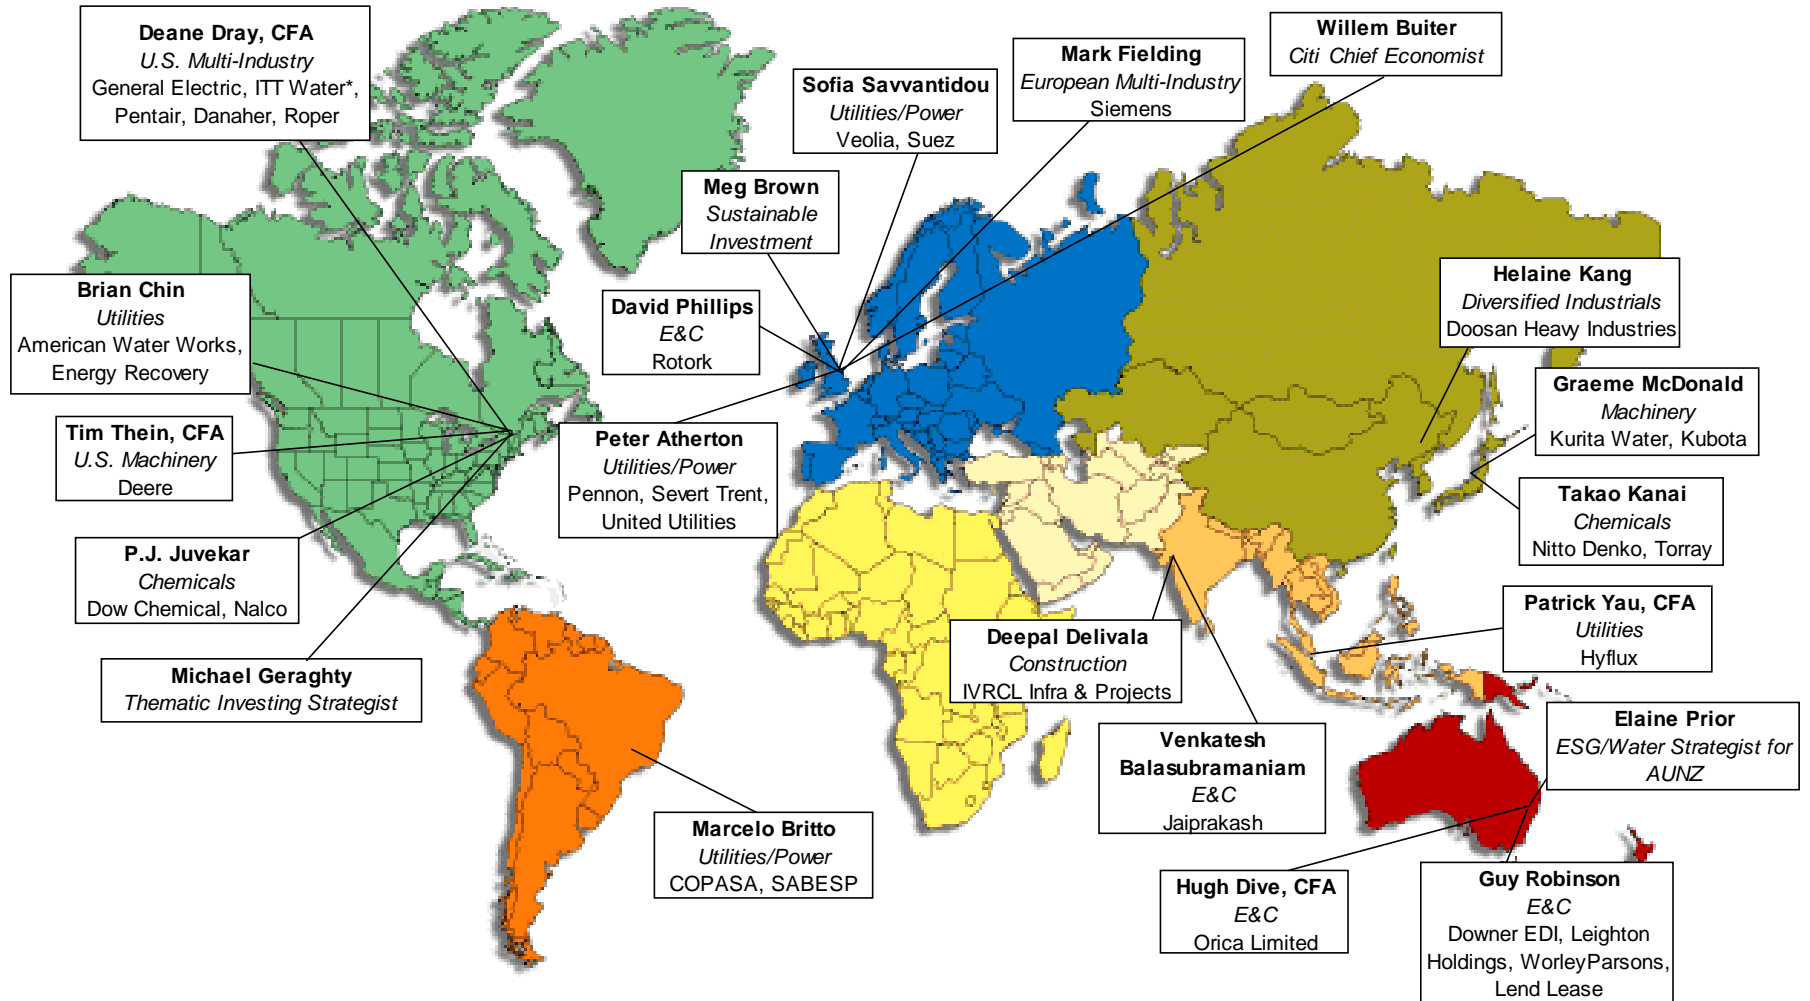 Deane Dray, CFA
U.S. Multi-Industry
General Electric, ITT Water*,
Pentair, Danaher, Roper
Willem Buiter
Citi Chief Economist
Mark Fielding
European Multi-Industry
Siemens
Sofia Savvantidou
Utilities/Power
Veolia, Suez
Meg Brown
Sustainable
Investment
Brian Chin
Utilities
American Water Works,
Energy Recovery
David Phillips
E&C
Rotork
Helaine Kang
Diversified Industrials
Doosan Heavy Industries
Graeme McDonald
Machinery
Kurita Water, Kubota
Tim Thein, CFA
U.S. Machinery
Deere
Peter Atherton
Utilities/Power
Pennon, Severt Trent,
United Utilities
Takao Kanai
Chemicals
Nitto Denko, Torray
P.J. Juvekar
Chemicals
Dow Chemical, Nalco
Patrick Yau, CFA
Utilities
Hyflux
Deepal Delivala
Construction
IVRCL Infra & Projects
Michael Geraghty
Thematic Investing Strategist
Elaine Prior
ESG/Water Strategist for
AUNZ
Venkatesh
Balasubramaniam
E&C
Jaiprakash
Marcelo Britto
Utilities/Power
COPASA, SABESP
Hugh Dive, CFA
E&C
Orica Limited
Guy Robinson
E&C
Downer EDI, Leighton
Holdings, WorleyParsons,
Lend Lease